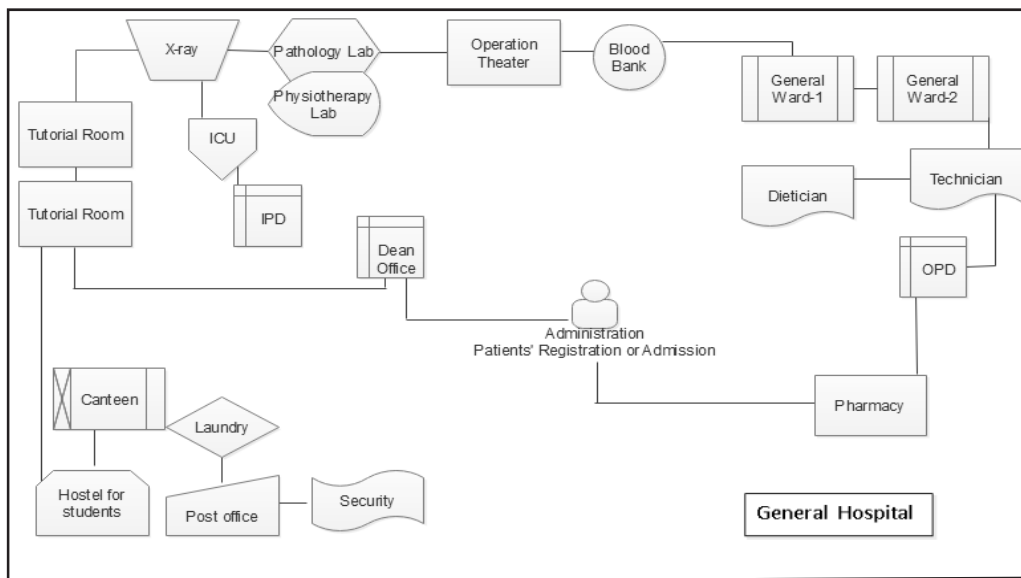 X-ray
Pathology Lab
Physiotherapy
Lab
Operation
Theater
Blood
Bank
General
Ward-1
General
Ward-2
Tutorial Room
ICU
Tutorial Room
IPD
Dietician
Technician
Dean
Office
OPD
Administration
Patients' Registration or Admission
Canteen
Laundry
Pharmacy
Hostel for
students
Post office
Security
General Hospital